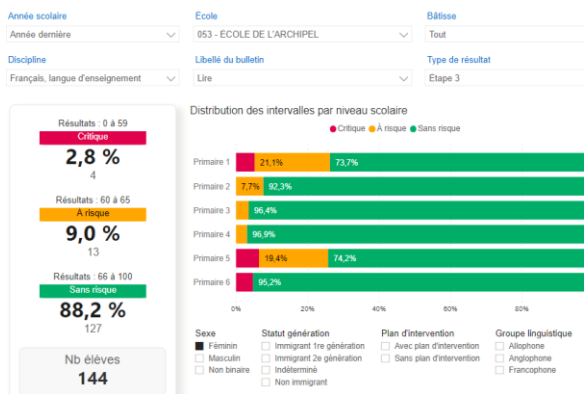 Année scolaire
Ecole
Bâtisse
Année dernière
053 - ÉCOLE DE L'ARCHIPEL
Tout
Discipline
Libellé du bulletin
Type de résultat
Français, langue d'enseignement
Lire
Etape 3
Résultats : 0 à 59
Critique
2,8 %
4
Résultats : 60 à 65
À risque
9,0 %
13
Résultats : 66 à 100
Sans risque
88,2 %
127
Nb élèves
144
Distribution des intervalles par niveau scolaire
Critique À risque Sans risque
Primaire 1 21,1% 73,7%
Primaire 2 7,7% 92,3%
Primaire 3 96,4%
Primaire 4 96,9%
Primaire 5 19,4% 74,2%
Primaire 6 95,2%
0% 20% 40% 60% 80%
Sexe
Féminin
Masculin
Non binaire
Statut génération
Immigrant 1re génération
Immigrant 2e génération
Indéterminé
Non immigrant
Plan d'intervention
Avec plan d'intervention
Sans plan d'intervention
Groupe linguistique
Allophone
Anglophone
Francophone